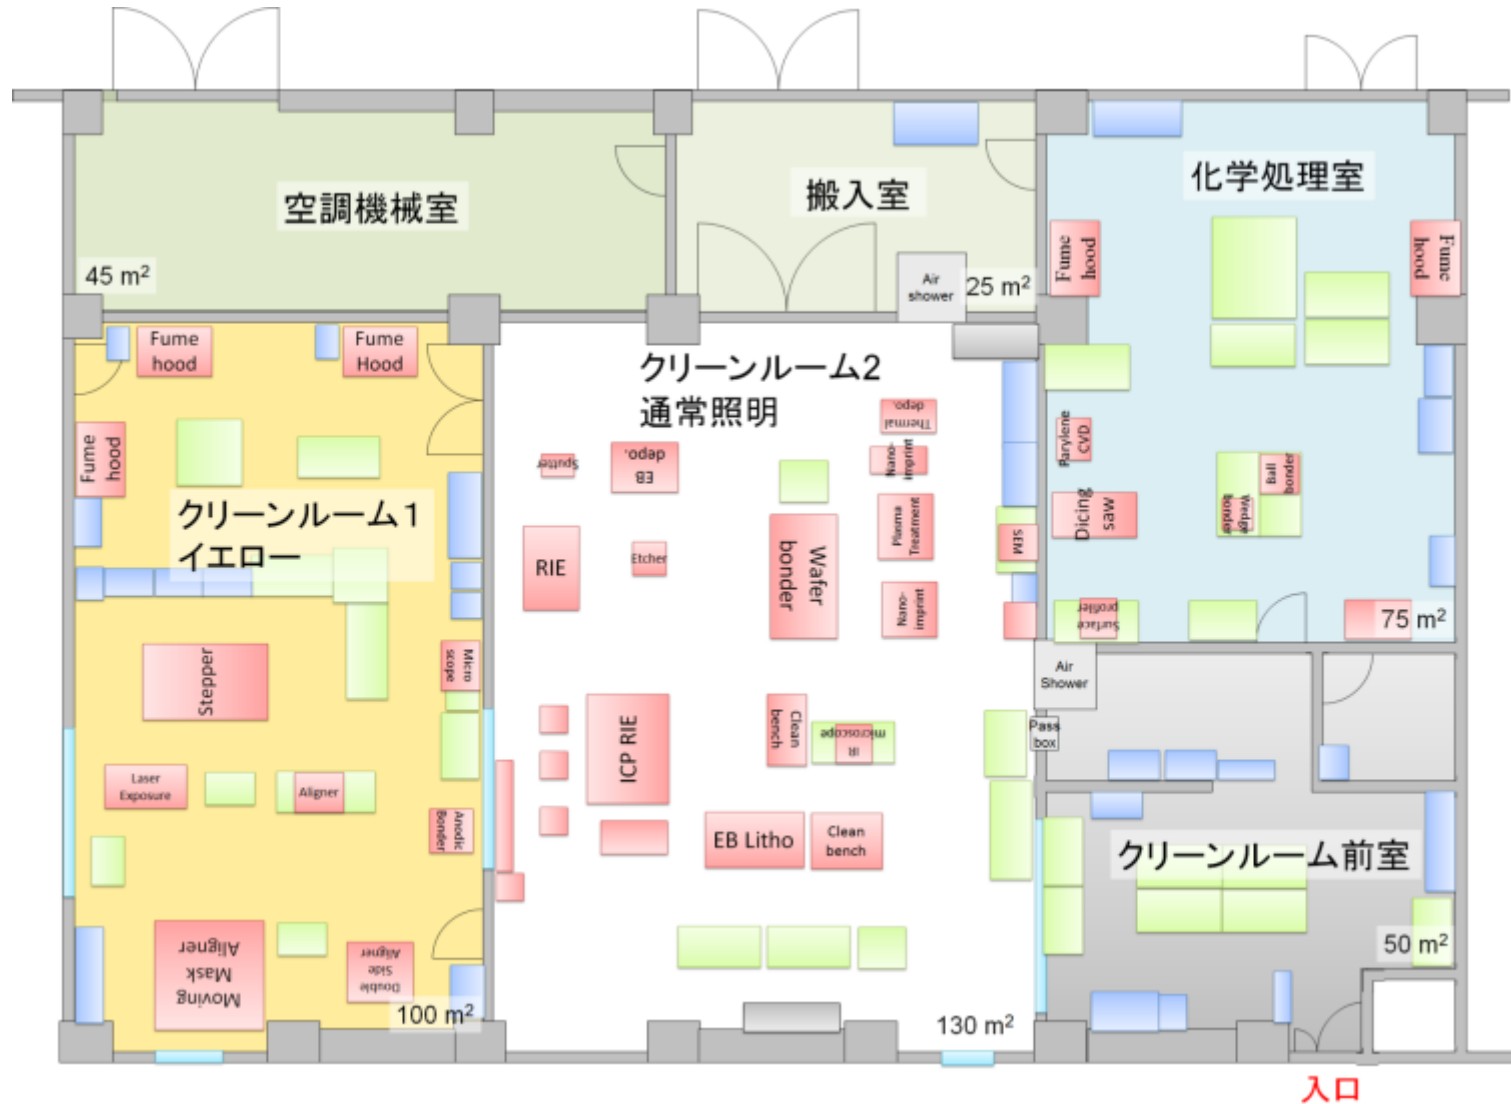 空調機械室
45 m²
搬入室
Air
shower
25 m²
化学処理室
Fume
hood
Fume
hood
Fume
hood
Fume
Hood
Fume
hood
クリーンルーム1
イエロー
Stepper
Micro
scope
Laser
Exposure
Aligner
Anodic
Bonder
Moving
Mask
Aligner
Double
Side
Aligner
100 m²
クリーンルーム2
通常照明
Thermal
depo.
Sputter
EB
depo.
Nano-
imprint
Plasma
Treatment
RIE
Etcher
Wafer
bonder
SEM
Nano-
imprint
ICP RIE
Clean
bench
IR
microscope
EB Litho
Clean
bench
130 m²
Parylene
CVD
Dicing
saw
Ball
bonder
Wedge
bonder
Surface
profiler
75 m²
Air
Shower
Pass
box
クリーンルーム前室
50 m²
入口